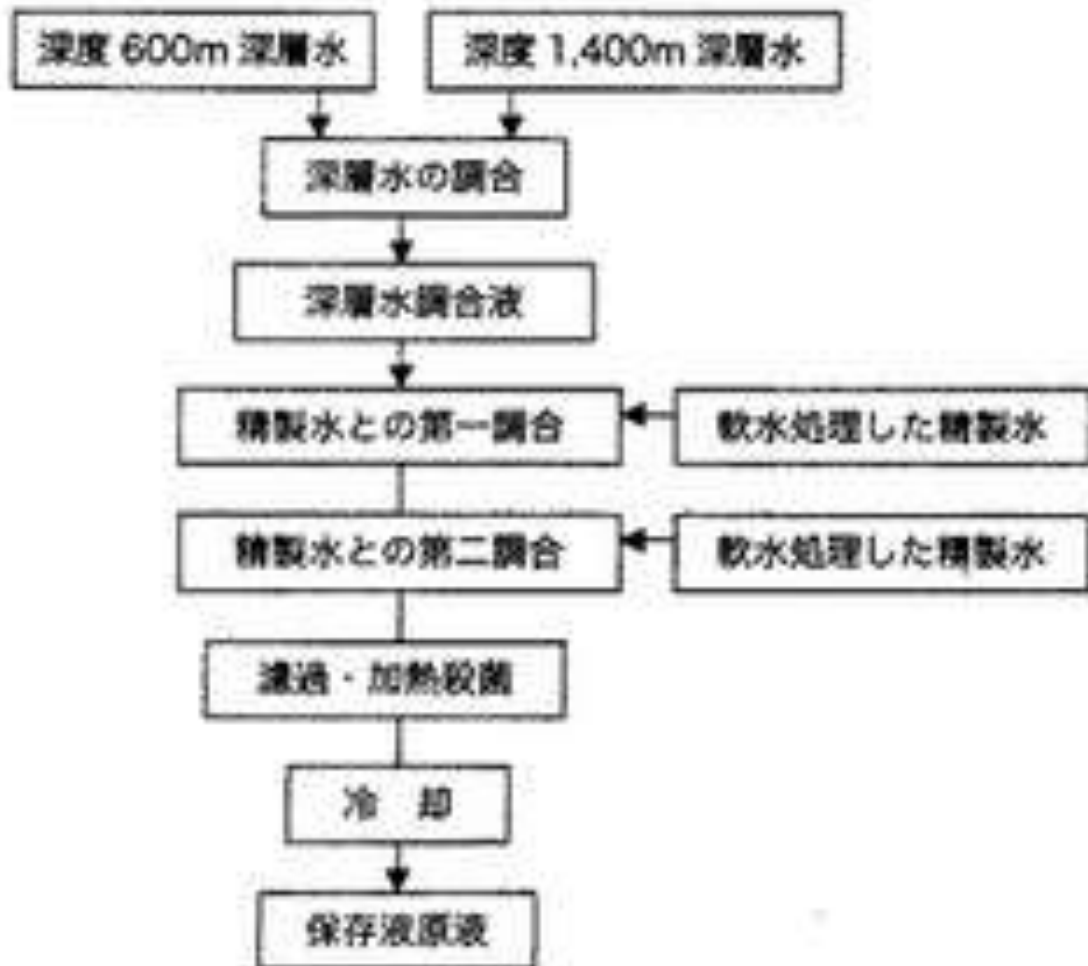 深度 600m 深層水
深度 1,400m 深層水
深層水の調合
深層水調合液
精製水との第一調合
軟水処理した精製水
精製水との第二調合
軟水処理した精製水
濾過・加熱殺菌
冷 却
保存液原液